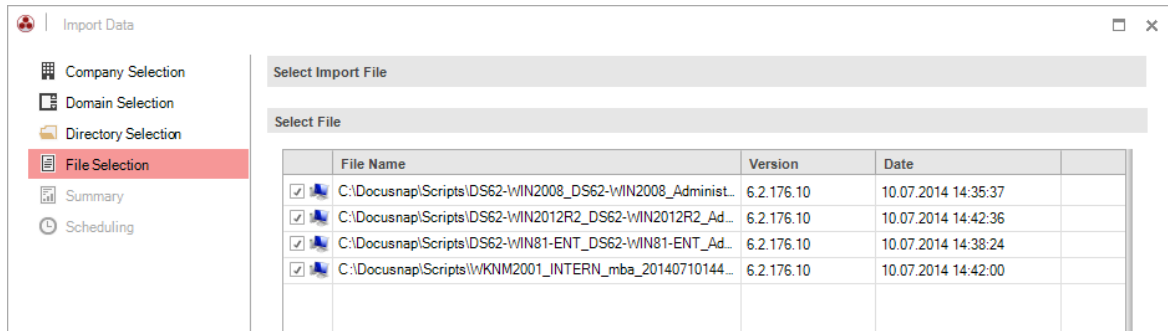 Import Data
Company Selection
Domain Selection
Directory Selection
File Selection
Summary
Scheduling
Select Import File
Select File
File Name Version Date
C:\Docusnap\Scripts\DS62-WIN2008_DS62-WIN2008_Administ... 6.2.176.10 10.07.2014 14:35:37
C:\Docusnap\Scripts\DS62-WIN2012R2_DS62-WIN2012R2_Ad... 6.2.176.10 10.07.2014 14:42:36
C:\Docusnap\Scripts\DS62-WIN81-ENT_DS62-WIN81-ENT_Ad... 6.2.176.10 10.07.2014 14:38:24
C:\Docusnap\Scripts\WKNM2001_INTERN_mba_20140710144... 6.2.176.10 10.07.2014 14:42:00